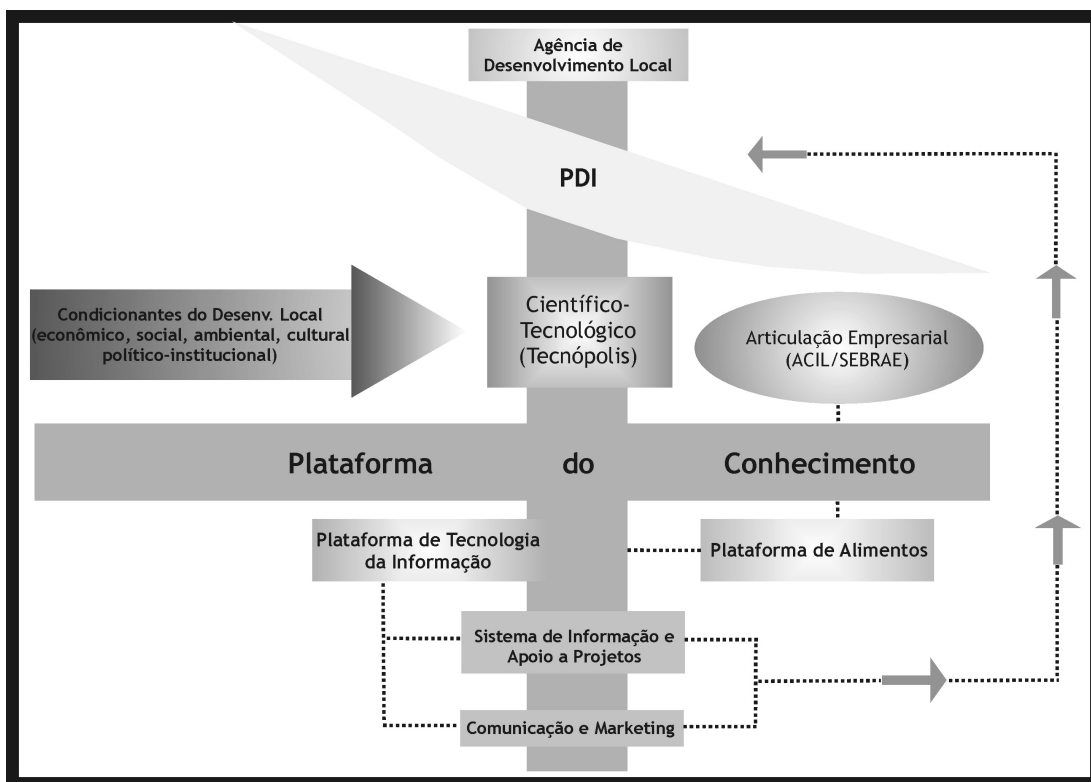 Agência de
Desenvolvimento Local
PDI
Condicionantes do Desenv. Local
(econômico, social, ambiental, cultural
político-institucional)
Científico-
Tecnológico
(Tecnópolis)
Articulação Empresarial
(ACIL/SEBRAE)
Plataforma do Conhecimento
Plataforma de Tecnologia
da Informação
Plataforma de Alimentos
Sistema de Informação e
Apoio a Projetos
Comunicação e Marketing